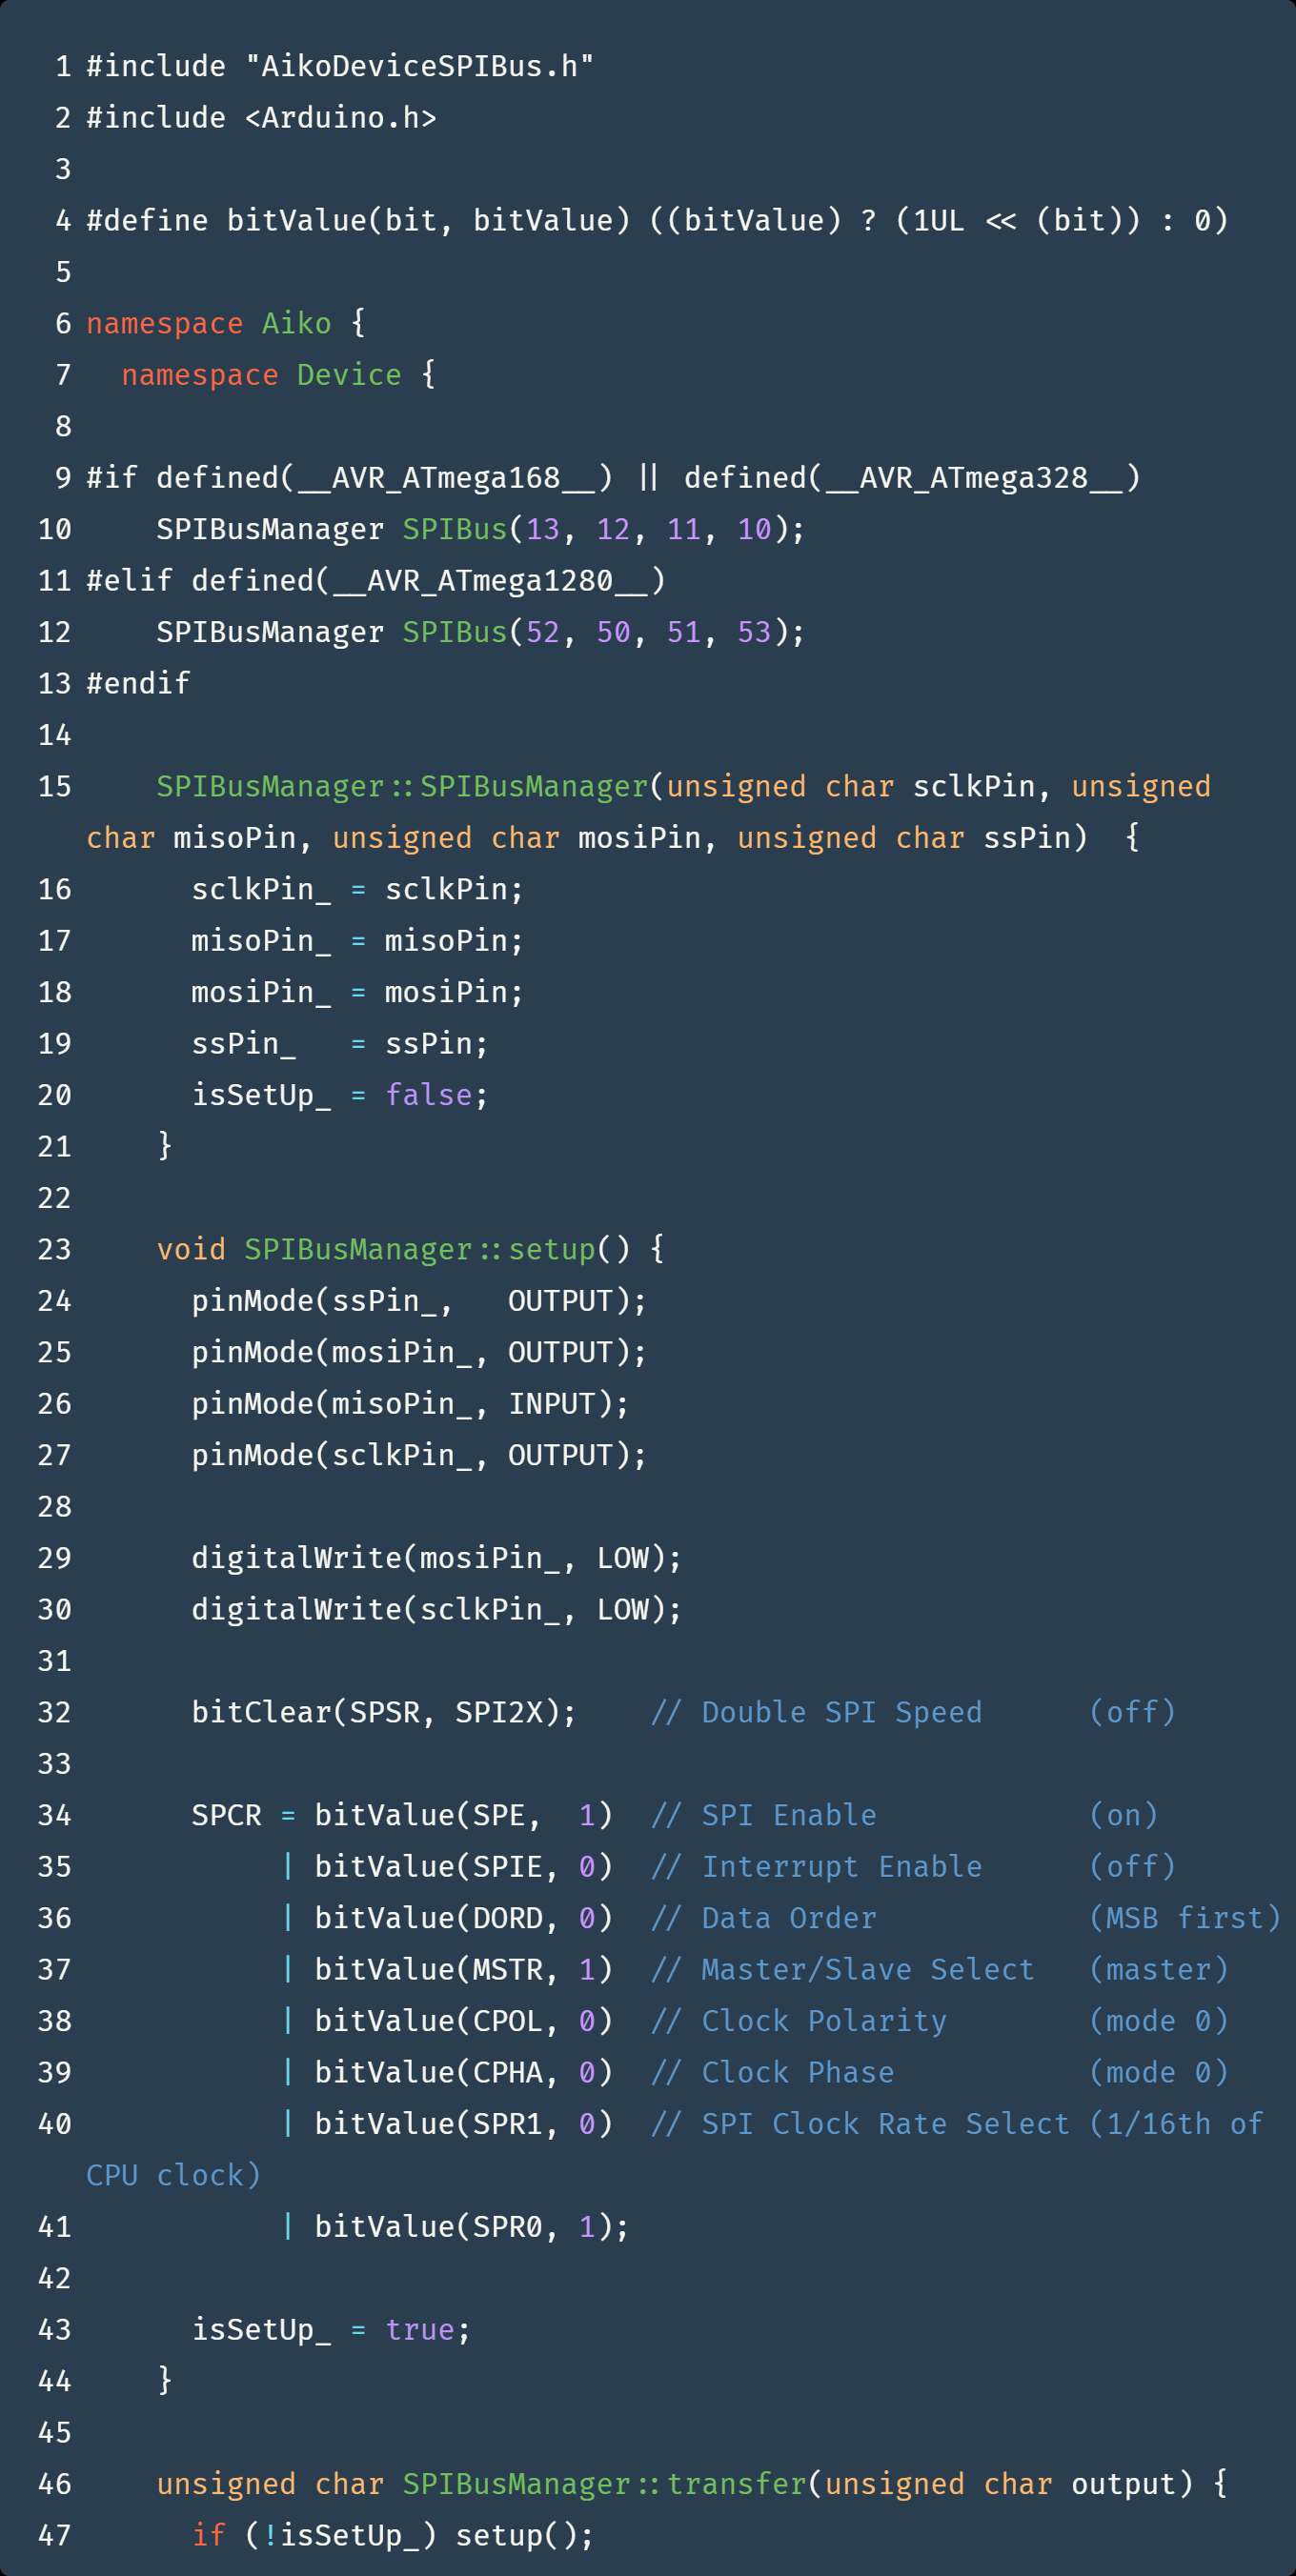 1 #include "AikoDeviceSPIBus.h"
2 #include <Arduino.h>
3
4 #define bitValue(bit, bitValue) ((bitValue) ? (1UL << (bit)) : 0)
5
6 namespace Aiko {
7   namespace Device {
8
9 #if defined(__AVR_ATmega168__) || defined(__AVR_ATmega328__)
10     SPIBusManager SPIBus(13, 12, 11, 10);
11 #elif defined(__AVR_ATmega1280__)
12     SPIBusManager SPIBus(52, 50, 51, 53);
13 #endif
14
15     SPIBusManager::SPIBusManager(unsigned char sclkPin, unsigned
char misoPin, unsigned char mosiPin, unsigned char ssPin)  {
16       sclkPin_ = sclkPin;
17       misoPin_ = misoPin;
18       mosiPin_ = mosiPin;
19       ssPin_   = ssPin;
20       isSetUp_ = false;
21     }
22
23     void SPIBusManager::setup() {
24       pinMode(ssPin_,   OUTPUT);
25       pinMode(mosiPin_, OUTPUT);
26       pinMode(misoPin_, INPUT);
27       pinMode(sclkPin_, OUTPUT);
28
29       digitalWrite(mosiPin_, LOW);
30       digitalWrite(sclkPin_, LOW);
31
32       bitClear(SPSR, SPI2X);    // Double SPI Speed      (off)
33
34       SPCR = bitValue(SPE,  1)  // SPI Enable            (on)
35            | bitValue(SPIE, 0)  // Interrupt Enable      (off)
36            | bitValue(DORD, 0)  // Data Order            (MSB first)
37            | bitValue(MSTR, 1)  // Master/Slave Select   (master)
38            | bitValue(CPOL, 0)  // Clock Polarity        (mode 0)
39            | bitValue(CPHA, 0)  // Clock Phase           (mode 0)
40            | bitValue(SPR1, 0)  // SPI Clock Rate Select (1/16th of
CPU clock)
41            | bitValue(SPR0, 1);
42
43       isSetUp_ = true;
44     }
45
46     unsigned char SPIBusManager::transfer(unsigned char output) {
47       if (!isSetUp_) setup();